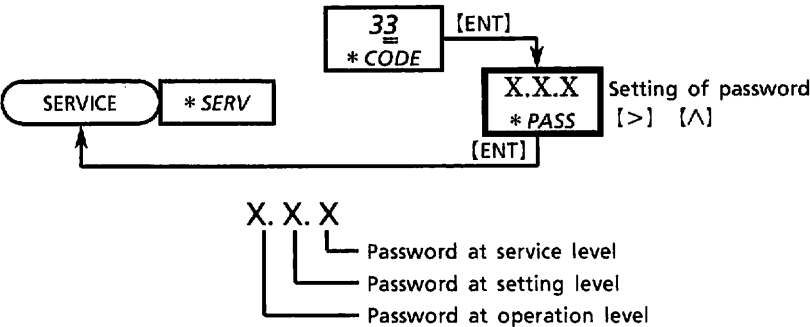 33
* CODE
[ENT]
X.X.X
* PASS
Setting of password
[>] [∧]
SERVICE
* SERV
[ENT]
X. X. X
Password at service level
Password at setting level
Password at operation level